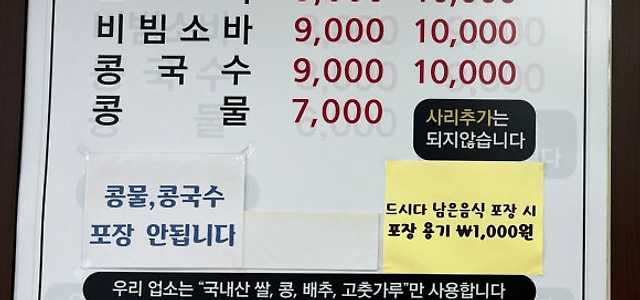 비빔소바 9,000 10,000
콩국수 9,000 10,000
콩물 7,000
사리추가는
되지않습니다
콩물,콩국수
포장 안됩니다
드시다 남은음식 포장 시
포장 용기 ₩1,000원
우리 업소는 "국내산 쌀, 콩, 배추, 고춧가루"만 사용합니다